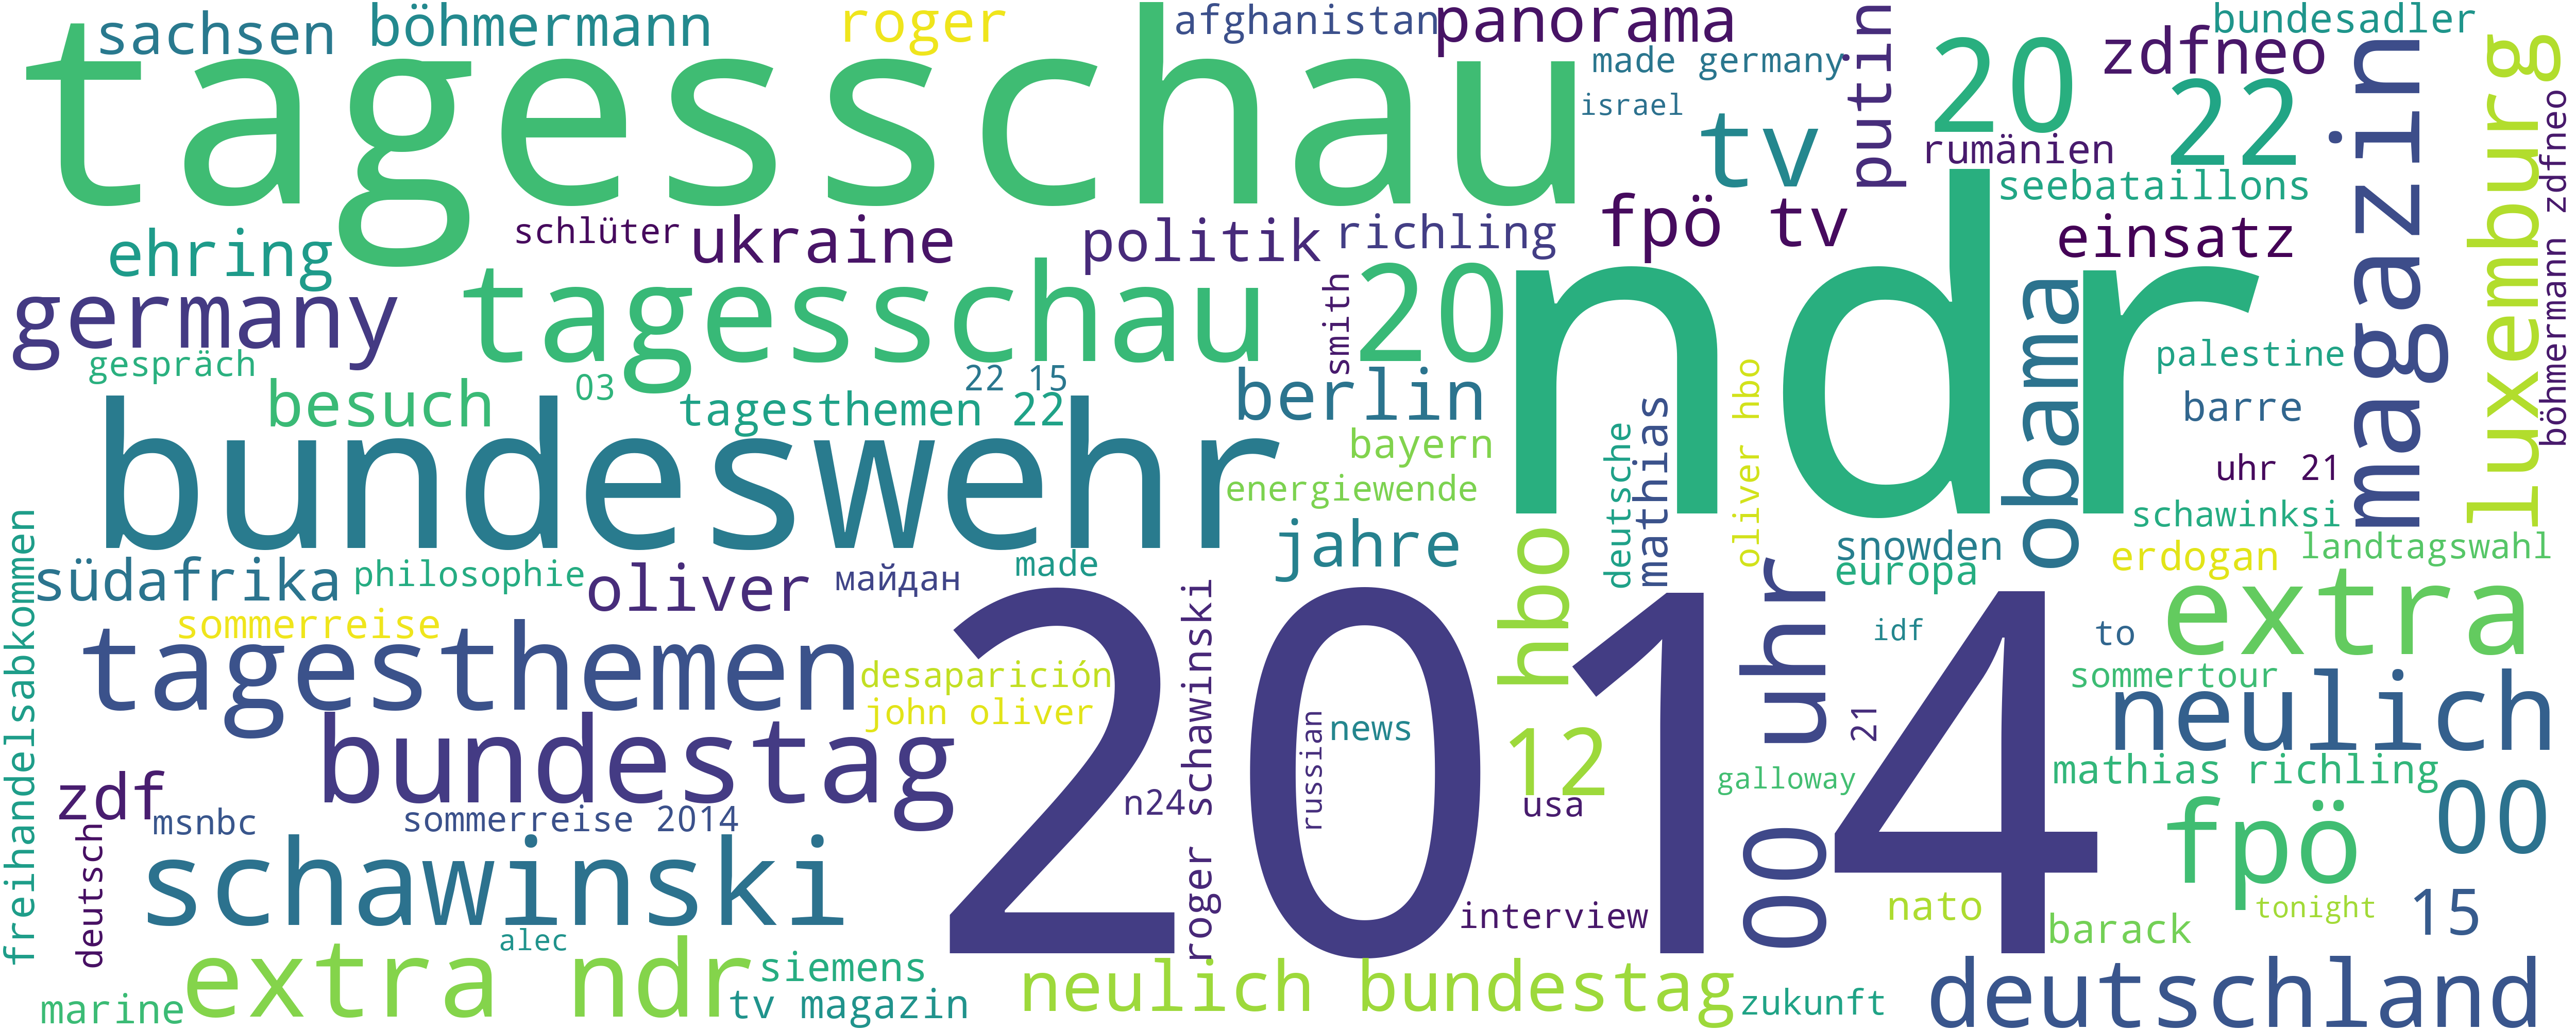 sachsen
böhmermann
roger
afghanistan
panorama
bundesadler
tagesschau
made germany
putin
20
zdfneo
magazin
luxembourg
israel
tv
22
böhmermann zdfneo
rumänien
seebataillons
ehring
schlüter
ukraine
politik
richling
fpö tv
einsatz
germany
tagesschau
smith
20
ndr
obama
gespräch
palestine
besuch
03
22 15
tagesthemen 22
berlin
oliver hbo
barre
bundeswehr
bayern
deutsche
mathias
uhr 21
energiewende
schawinksi
freihandelsabkommen
jahre
hbo
snowden
erdogan
landtagswahl
südafrika
philosophie
oliver
майдан
made
europa
extra
sommerreise
2014
roger schawinski
uhr
idf
to
tagesthemen
desaparición
sommertour
john oliver
neulich
bundestag
russian
news
12
21
zdf
n24
usa
galloway
mathias richling
00
msnbc
sommerreise 2014
fpö
deutsch
schawinski
00
interview
nato
tonight
15
alec
barack
extra ndr
siemens
neulich bundestag
deutschland
marine
tv magazin
zukunft